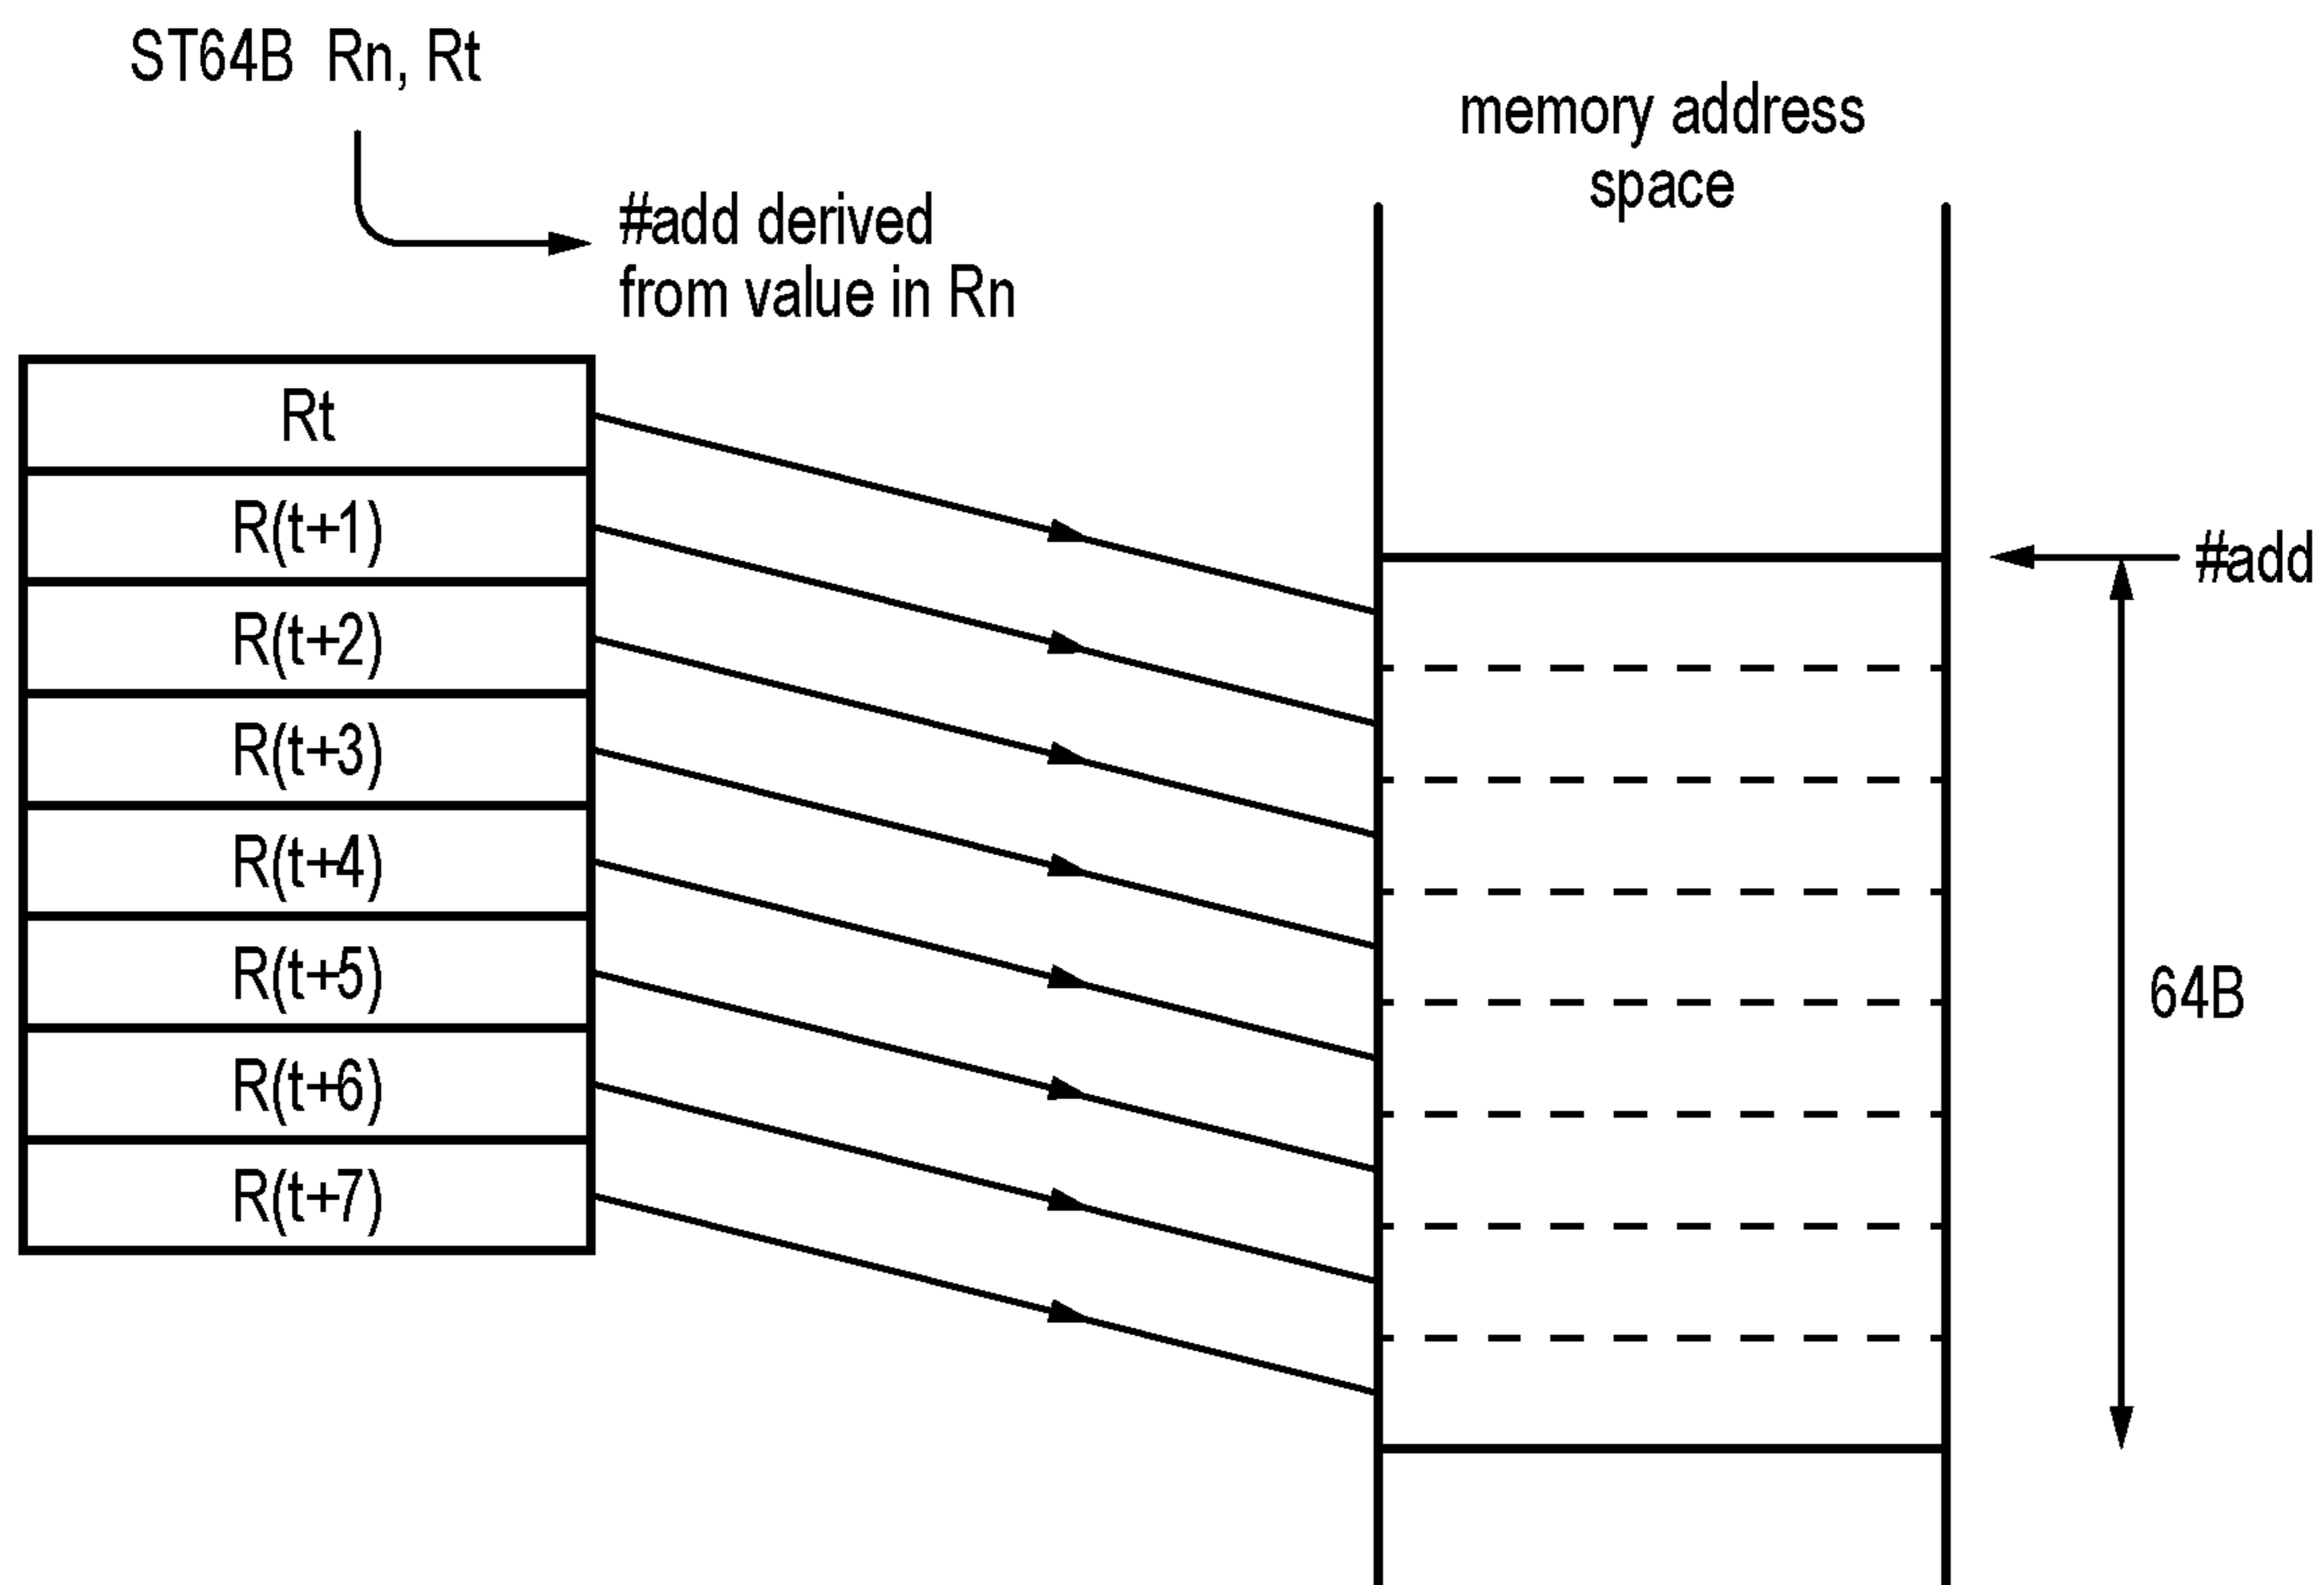 ST64B Rn, Rt
#add derived
from value in Rn
memory address
space
Rt
R(t+1)
R(t+2)
R(t+3)
R(t+4)
R(t+5)
R(t+6)
R(t+7)
#add
64B